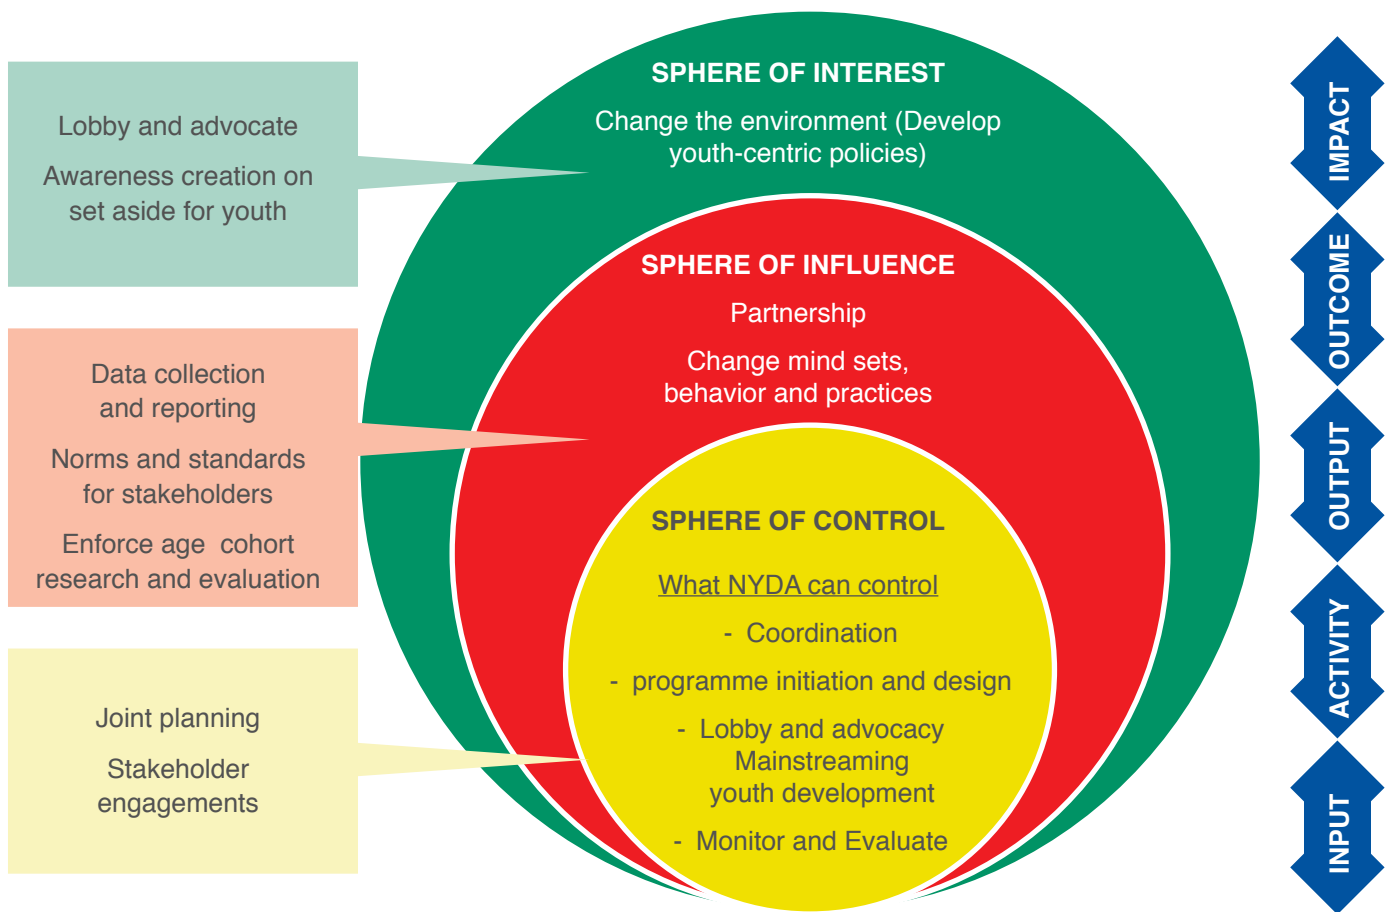 Lobby and advocate
Awareness creation on
set aside for youth
Data collection
and reporting
Norms and standards
for stakeholders
Enforce age cohort
research and evaluation
Joint planning
Stakeholder
engagements
SPHERE OF INTEREST
Change the environment (Develop
youth-centric policies)
SPHERE OF INFLUENCE
Partnership
Change mind sets,
behavior and practices
SPHERE OF CONTROL
What NYDA can control
- Coordination
- programme initiation and design
- Lobby and advocacy
Mainstreaming
youth development
- Monitor and Evaluate
IMPACT
OUTCOME
OUTPUT
ACTIVITY
INPUT